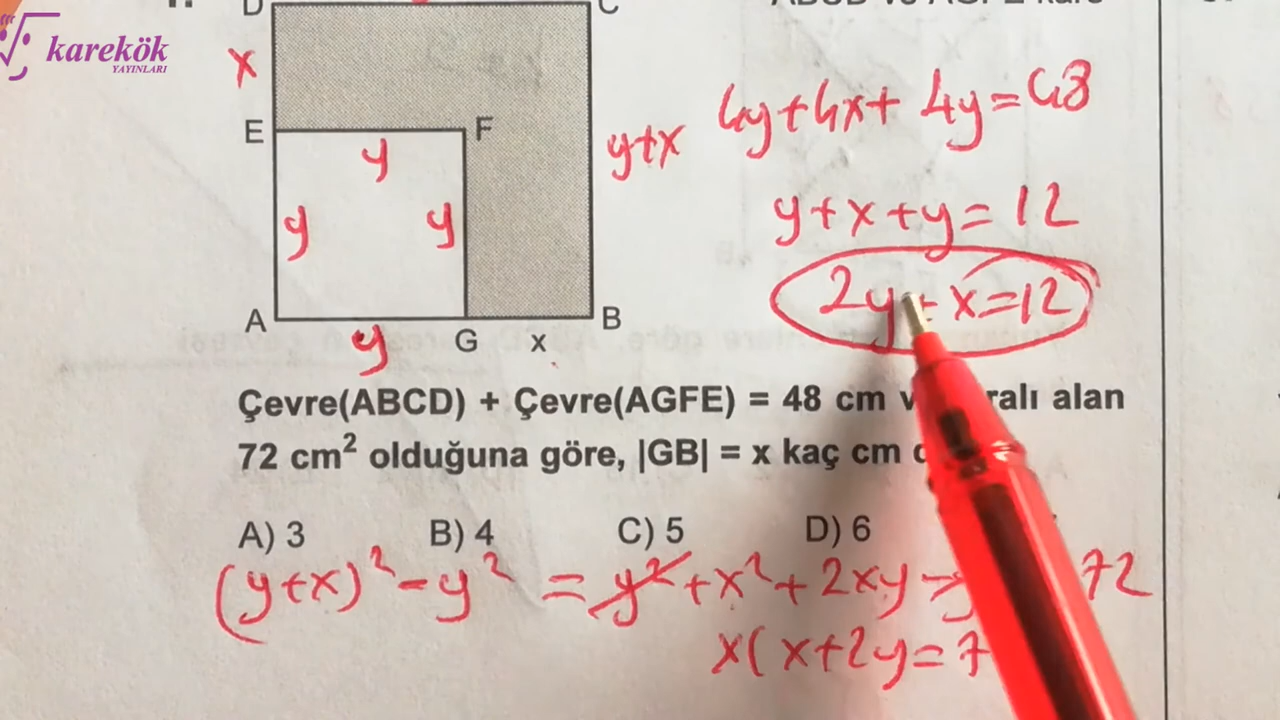 karekök
YAYINLARI
D C
x
E F
y+x
y
y y
A G x B
y
4y+4x+ 4y=48
y+x+y=12
2y+x=12
Çevre(ABCD) + Çevre(AGFE) = 48 cm ralı alan
72 cm² olduğuna göre, |GB| = x kaç cm
A) 3 B) 4 C) 5 D) 6
(y+x)²-y² = y²+x²+2xy- 72
x(x+2y=7